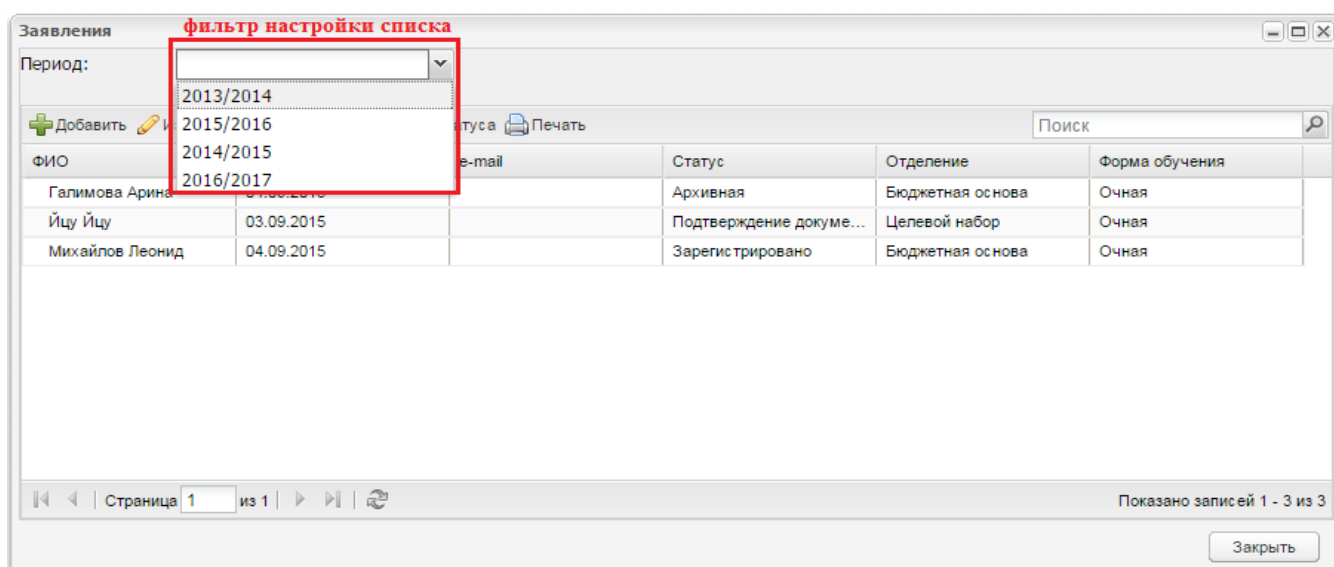 фильтр настройки списка
Заявления
Период:
2013/2014
2015/2016
2014/2015
2016/2017
Добавить
Печать
Поиск
ФИО e-mail Статус Отделение Форма обучения
Галимова Арина Архивная Бюджетная основа Очная
Йцу Йцу 03.09.2015 Подтверждение докуме... Целевой набор Очная
Михайлов Леонид 04.09.2015 Зарегистрировано Бюджетная основа Очная
Страница 1 из 1
Показано записей 1 - 3 из 3
Закрыть